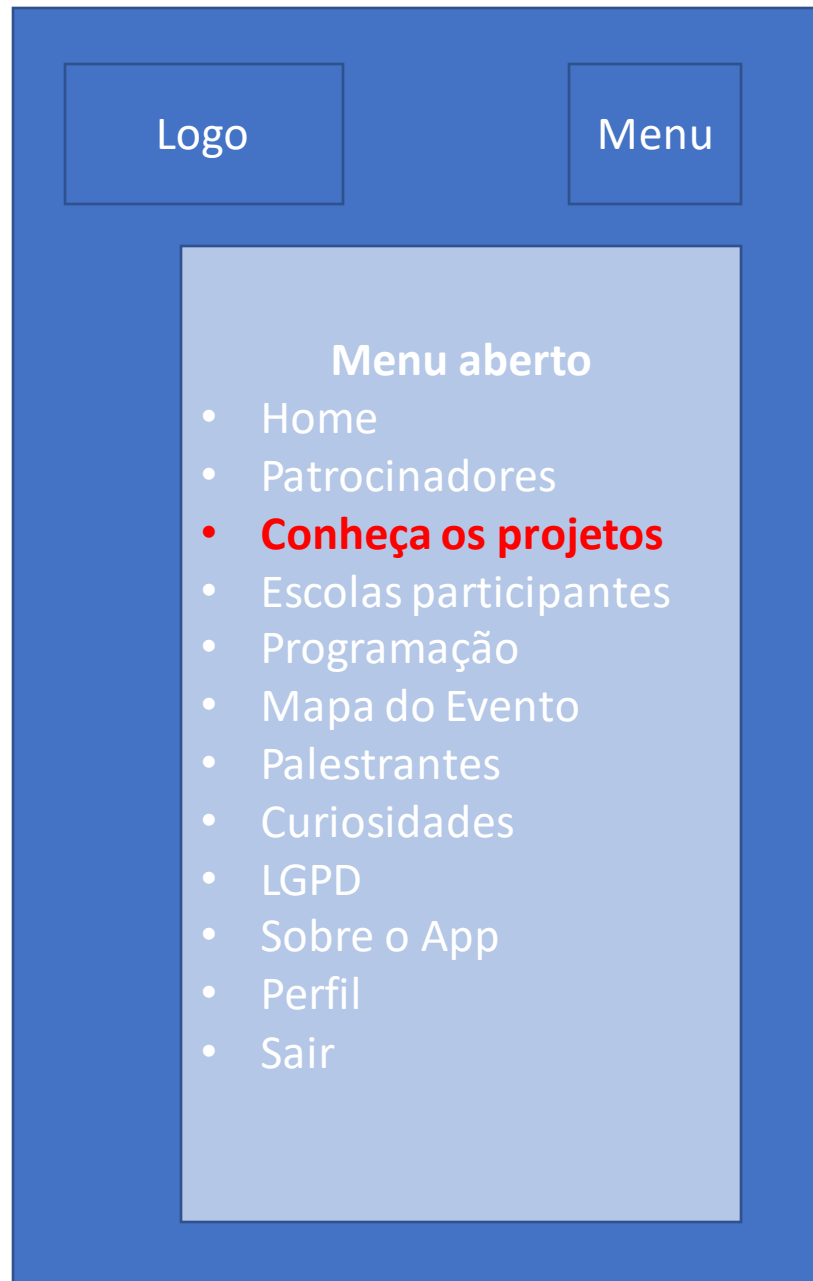 Logo
Menu
Menu aberto
• Home
• Patrocinadores
• Conheça os projetos
• Escolas participantes
• Programação
• Mapa do Evento
• Palestrantes
• Curiosidades
• LGPD
• Sobre o App
• Perfil
• Sair